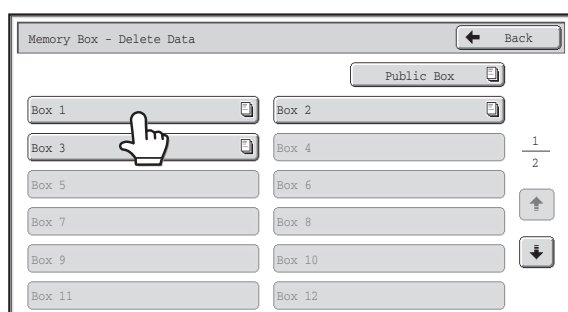 Memory Box - Delete Data
Back
Public Box
Box 1
Box 2
Box 3
Box 4
1
2
Box 5
Box 6
Box 7
Box 8
Box 9
Box 10
Box 11
Box 12